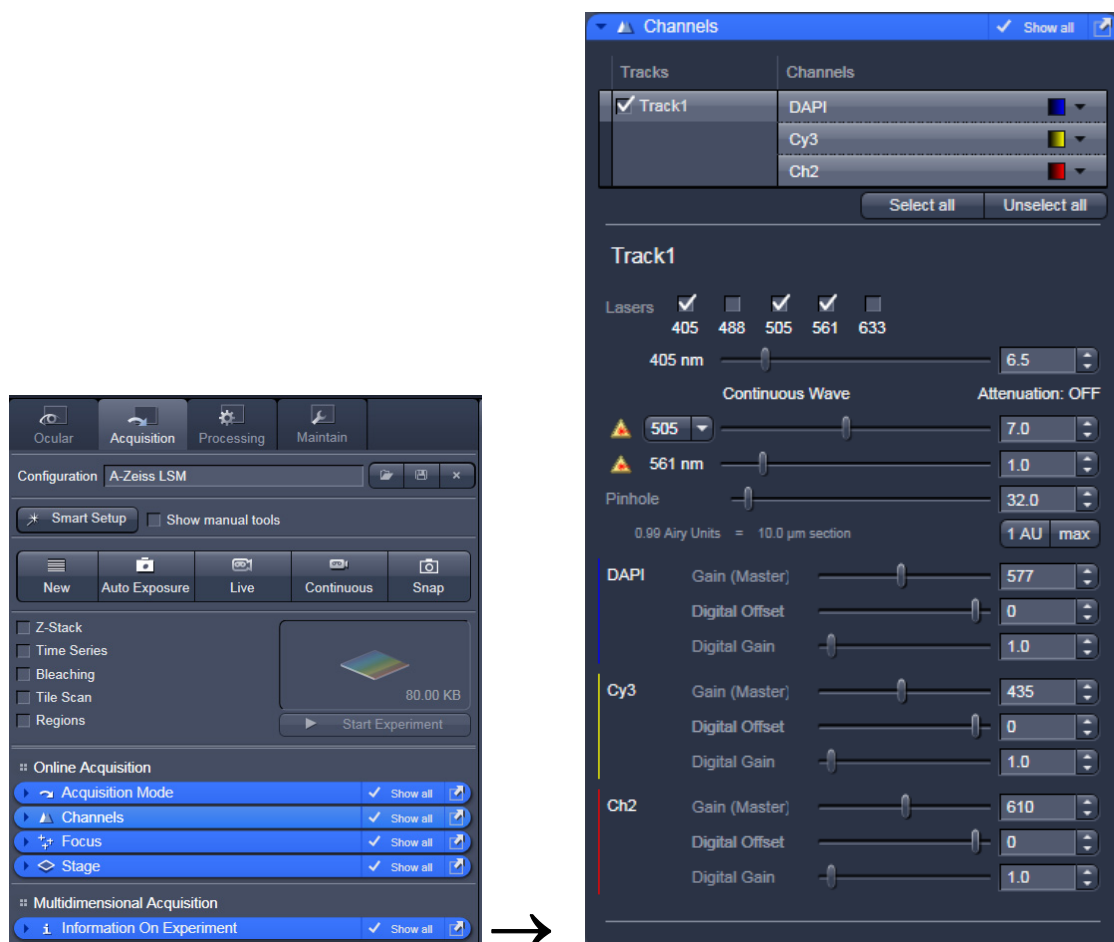 Ocular Acquisition Processing Maintain
Configuration A-Zeiss LSM
Smart Setup Show manual tools
New Auto Exposure Live Continuous Snap
Z-Stack
Time Series
Bleaching
Tile Scan
Regions
80.00 KB
Start Experiment
Online Acquisition
Acquisition Mode Show all
Channels Show all
Focus Show all
Stage Show all
Multidimensional Acquisition
Information On Experiment Show all
Channels Show all
Tracks Channels
Track1 DAPI
Cy3
Ch2
Select all Unselect all
Track1
Lasers
405 488 505 561 633
405 nm 6.5
Continuous Wave Attenuation: OFF
505 7.0
561 nm 1.0
Pinhole 32.0
0.99 Airy Units = 10.0 µm section 1 AU max
DAPI Gain (Master) 577
Digital Offset 0
Digital Gain 1.0
Cy3 Gain (Master) 435
Digital Offset 0
Digital Gain 1.0
Ch2 Gain (Master) 610
Digital Offset 0
Digital Gain 1.0